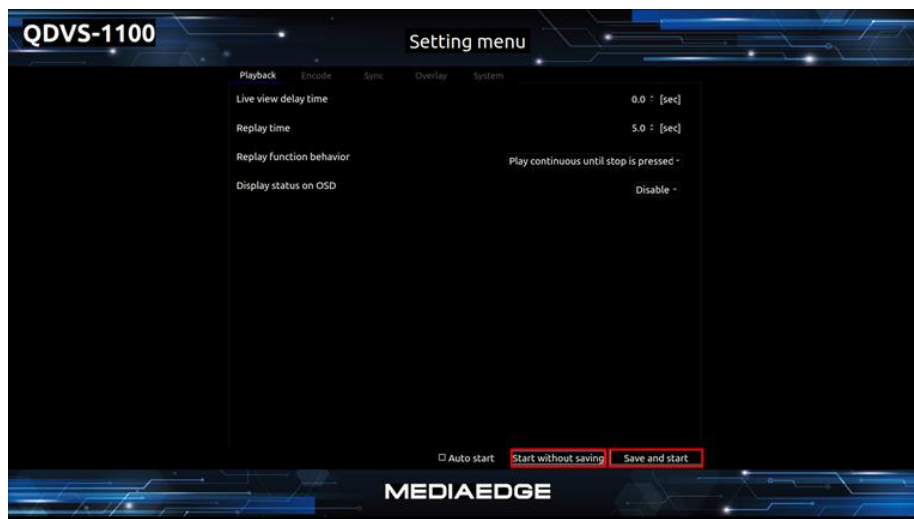 QDVS-1100
Setting menu
Playback Encode Sync Overlay System
Live view delay time 0.0 [sec]
Replay time 5.0 [sec]
Replay function behavior Play continuous until stop is pressed
Display status on OSD Disable
Auto start Start without saving Save and start
MEDIAEDGE